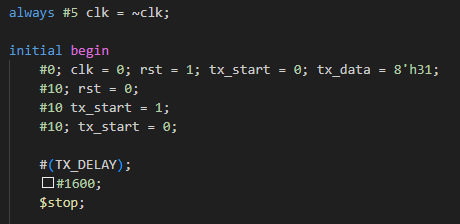 always #5 clk = ~clk;
initial begin
#0; clk = 0; rst = 1; tx_start = 0; tx_data = 8'h31;
#10; rst = 0;
#10 tx_start = 1;
#10; tx_start = 0;
#(TX_DELAY);
□#1600;
$stop;